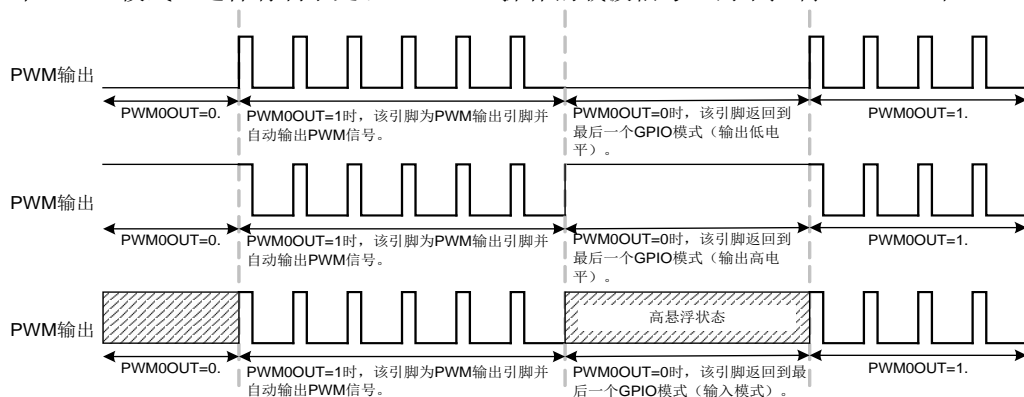 PWM输出
PWM0OUT=0.
PWM0OUT=1时，该引脚为PWM输出引脚并
自动输出PWM信号。
PWM0OUT=0时，该引脚返回到
最后一个GPIO模式（输出低电
平）。
PWM0OUT=1.
PWM输出
PWM0OUT=0.
PWM0OUT=1时，该引脚为PWM输出引脚并
自动输出PWM信号。
PWM0OUT=0时，该引脚返回到
最后一个GPIO模式（输出高电
平）。
PWM0OUT=1.
PWM输出
高悬浮状态
PWM0OUT=0.
PWM0OUT=1时，该引脚为PWM输出引脚并
自动输出PWM信号。
PWM0OUT=0时，该引脚返回到最
后一个GPIO模式（输入模式）。
PWM0OUT=1.